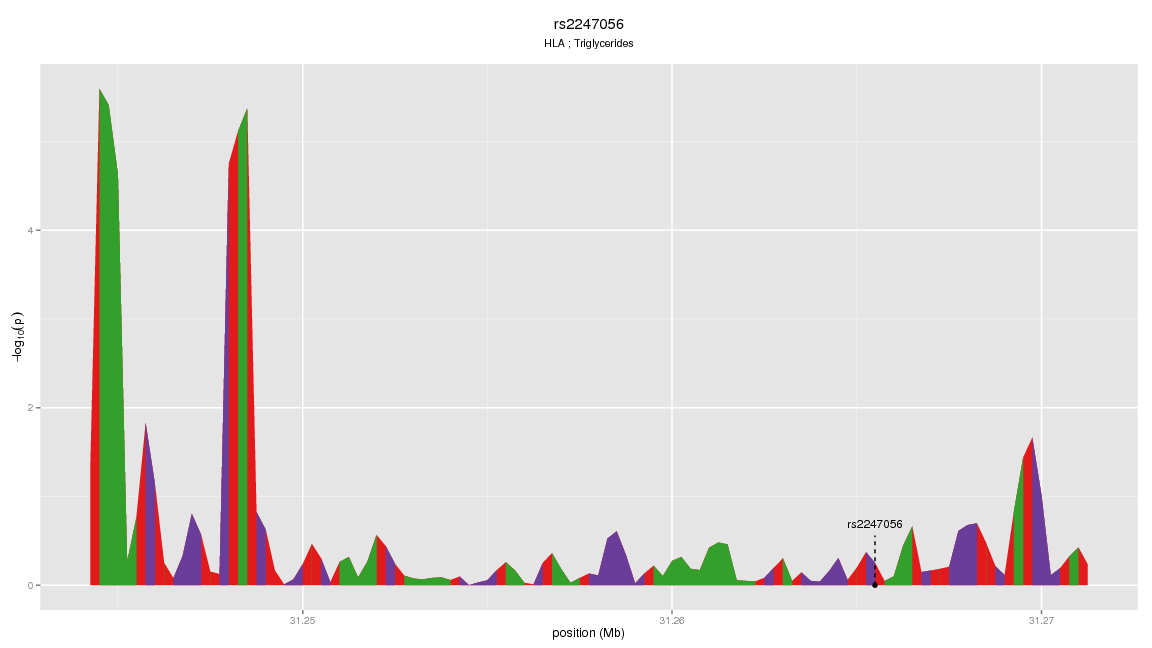 rs2247056
HLA ; Triglycerides
−log10(p)
4
2
0
rs2247056
31.25
31.26
31.27
position (Mb)